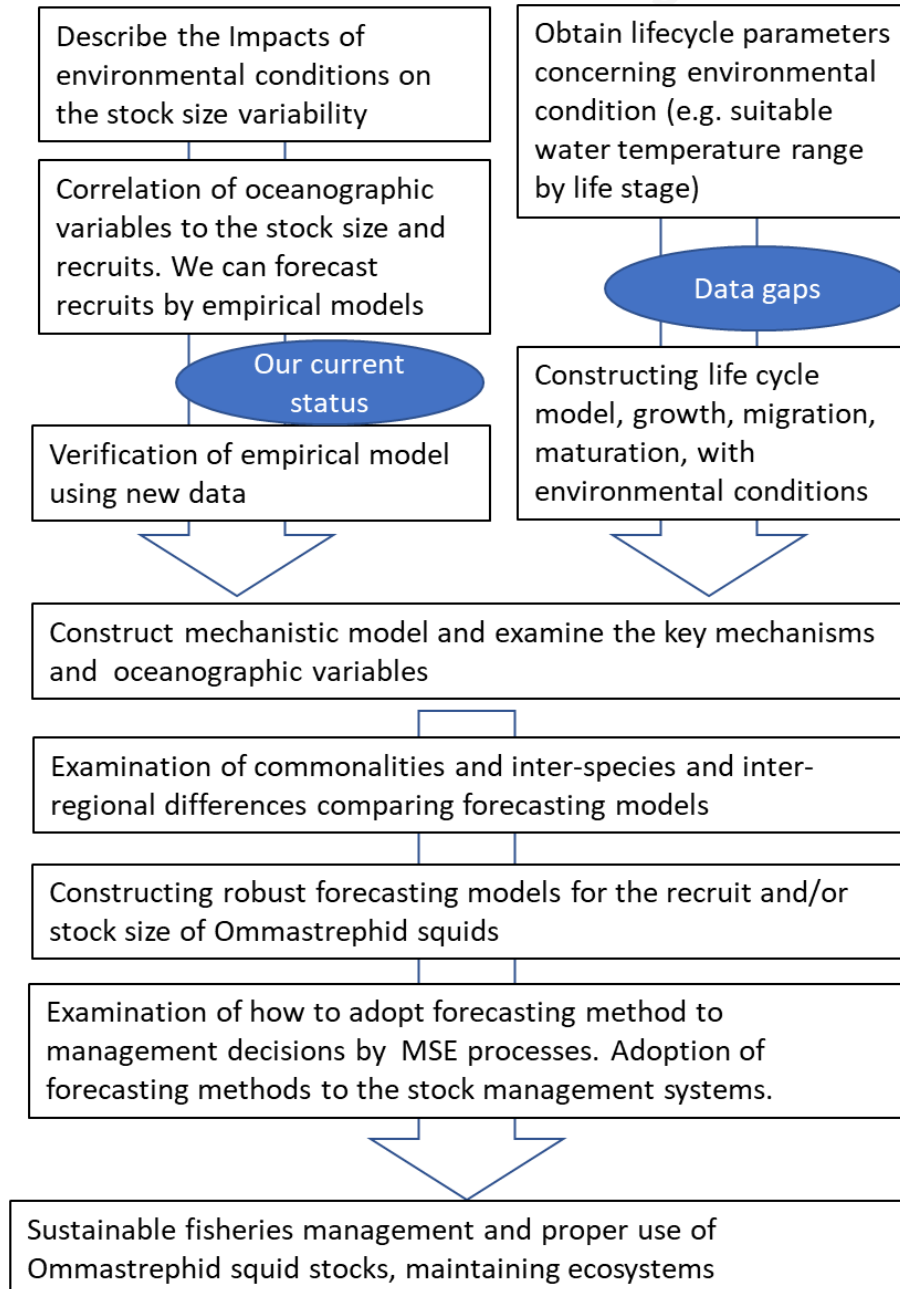 Describe the Impacts of
environmental conditions on
the stock size variability
Correlation of oceanographic
variables to the stock size and
recruits. We can forecast
recruits by empirical models
Our current
status
Verification of empirical model
using new data
Obtain lifecycle parameters
concerning environmental
condition (e.g. suitable
water temperature range
by life stage)
Data gaps
Constructing life cycle
model, growth, migration,
maturation, with
environmental conditions
Construct mechanistic model and examine the key mechanisms
and oceanographic variables
Examination of commonalities and inter-species and inter-
regional differences comparing forecasting models
Constructing robust forecasting models for the recruit and/or
stock size of Ommastrephid squids
Examination of how to adopt forecasting method to
management decisions by MSE processes. Adoption of
forecasting methods to the stock management systems.
Sustainable fisheries management and proper use of
Ommastrephid squid stocks, maintaining ecosystems